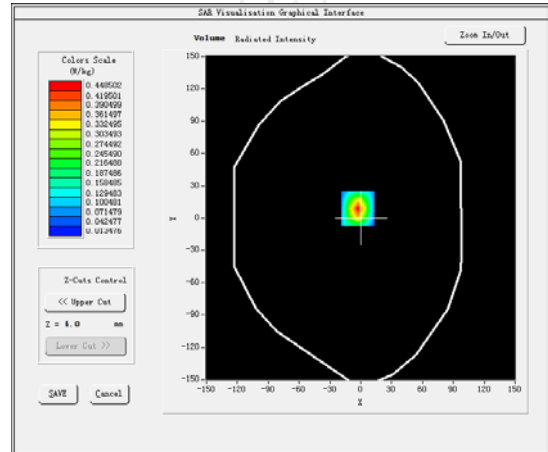 SAR Visualisation Graphical Interface
Volume Radiated Intensity
Zoom In/Out
Colors Scale
(W/kg)
0.448502
0.419501
0.390499
0.361497
0.332495
0.303493
0.274492
0.245490
0.216488
0.187486
0.158485
0.129483
0.100481
0.071479
0.042477
0.013476
Z-Cuts Control
<< Upper Cut
Z = 4.0 mm
Lower Cut >>
SAVE Cancel
150
120
90
60
30
0
-30
-60
-90
-120
-150
Y
-150 -120 -90 -60 -30 0 30 60 90 120 150
X